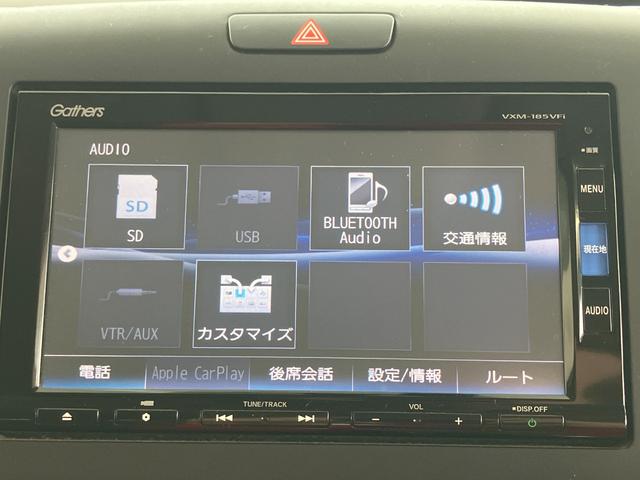 Gathers
VXM-185VFi
画質
AUDIO
SD
SD
USB
BLUETOOTH
Audio
交通情報
MENU
現在地
AUDIO
VTR/AUX
カスタマイズ
電話
Apple CarPlay
後席会話
設定/情報
ルート
TUNE/TRACK
VOL
DISP.OFF